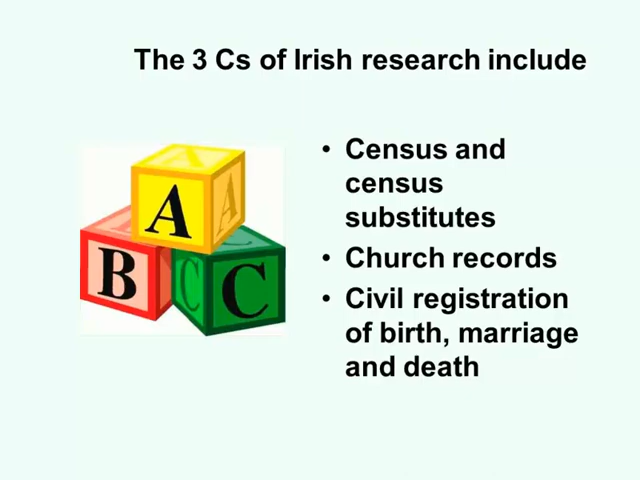 The 3 Cs of Irish research include
• Census and
census
substitutes
• Church records
• Civil registration
of birth, marriage
and death
A A
B C C